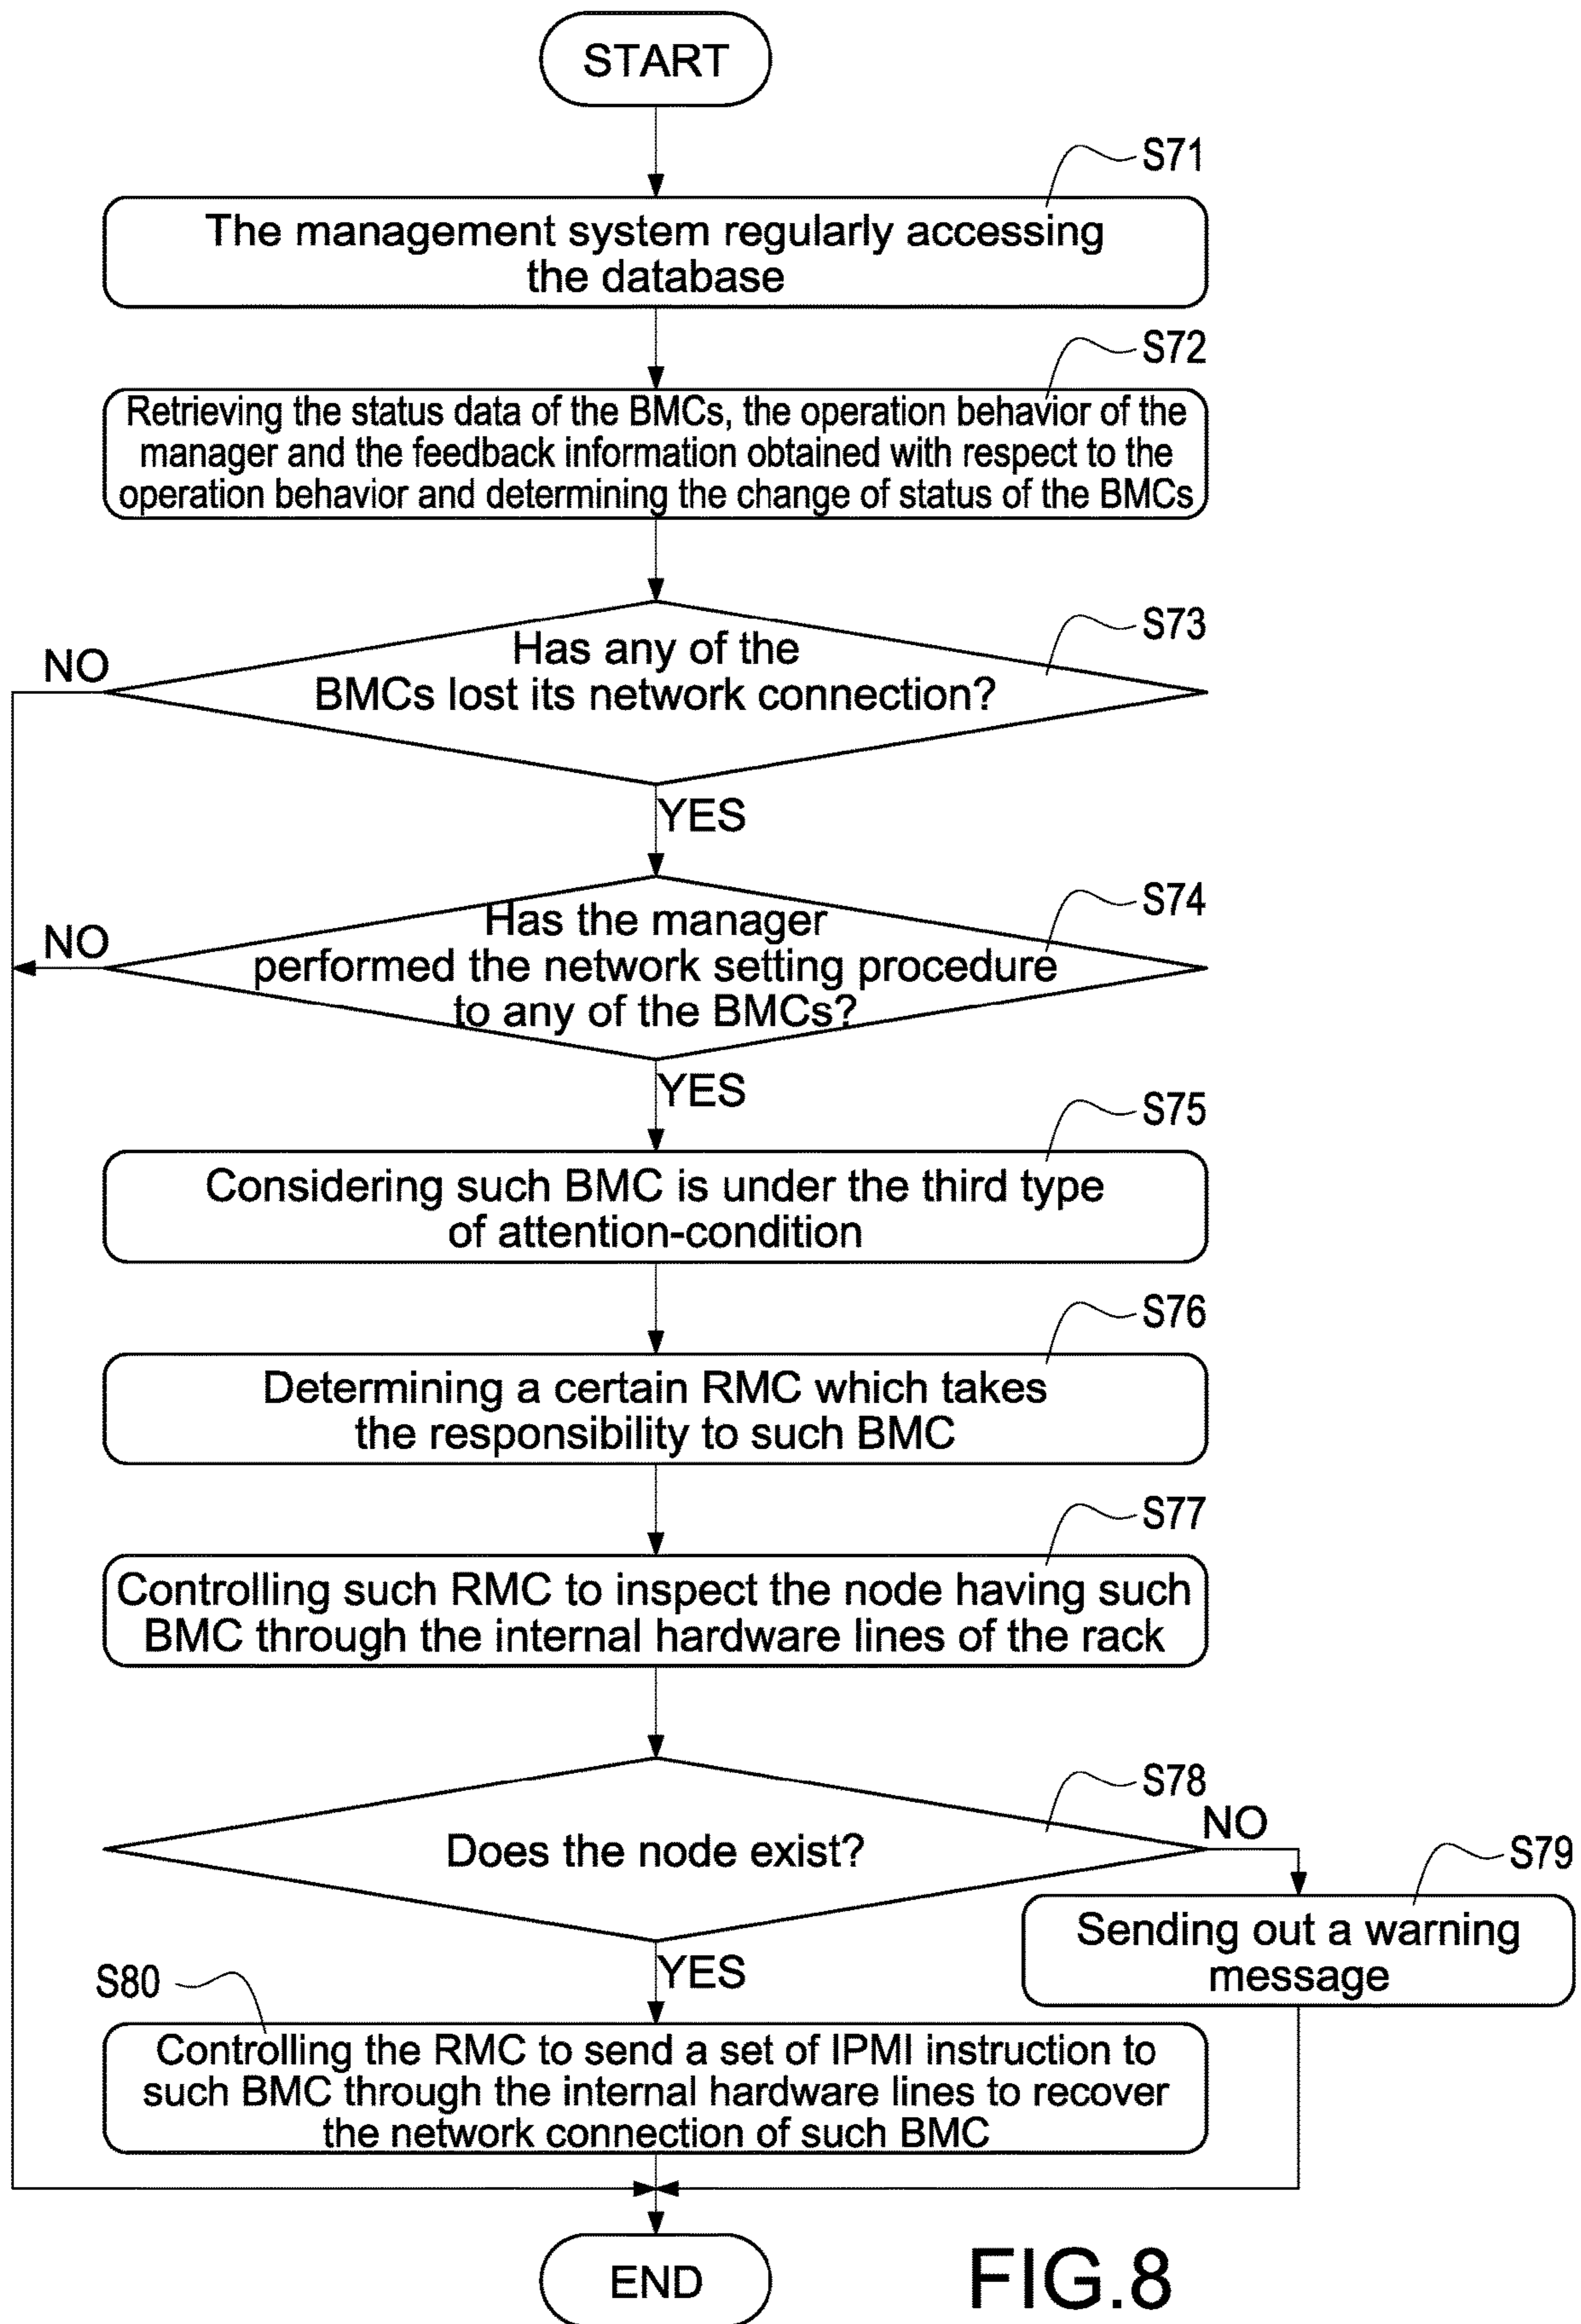 START
S71
The management system regularly accessing
the database
S72
Retrieving the status data of the BMCs, the operation behavior of the
manager and the feedback information obtained with respect to the
operation behavior and determining the change of status of the BMCs
S73
Has any of the
BMCs lost its network connection?
NO
YES
S74
Has the manager
performed the network setting procedure
to any of the BMCs?
NO
YES
S75
Considering such BMC is under the third type
of attention-condition
S76
Determining a certain RMC which takes
the responsibility to such BMC
S77
Controlling such RMC to inspect the node having such
BMC through the internal hardware lines of the rack
S78
Does the node exist?
NO
S79
Sending out a warning
message
YES
S80
Controlling the RMC to send a set of IPMI instruction to
such BMC through the internal hardware lines to recover
the network connection of such BMC
END
FIG.8